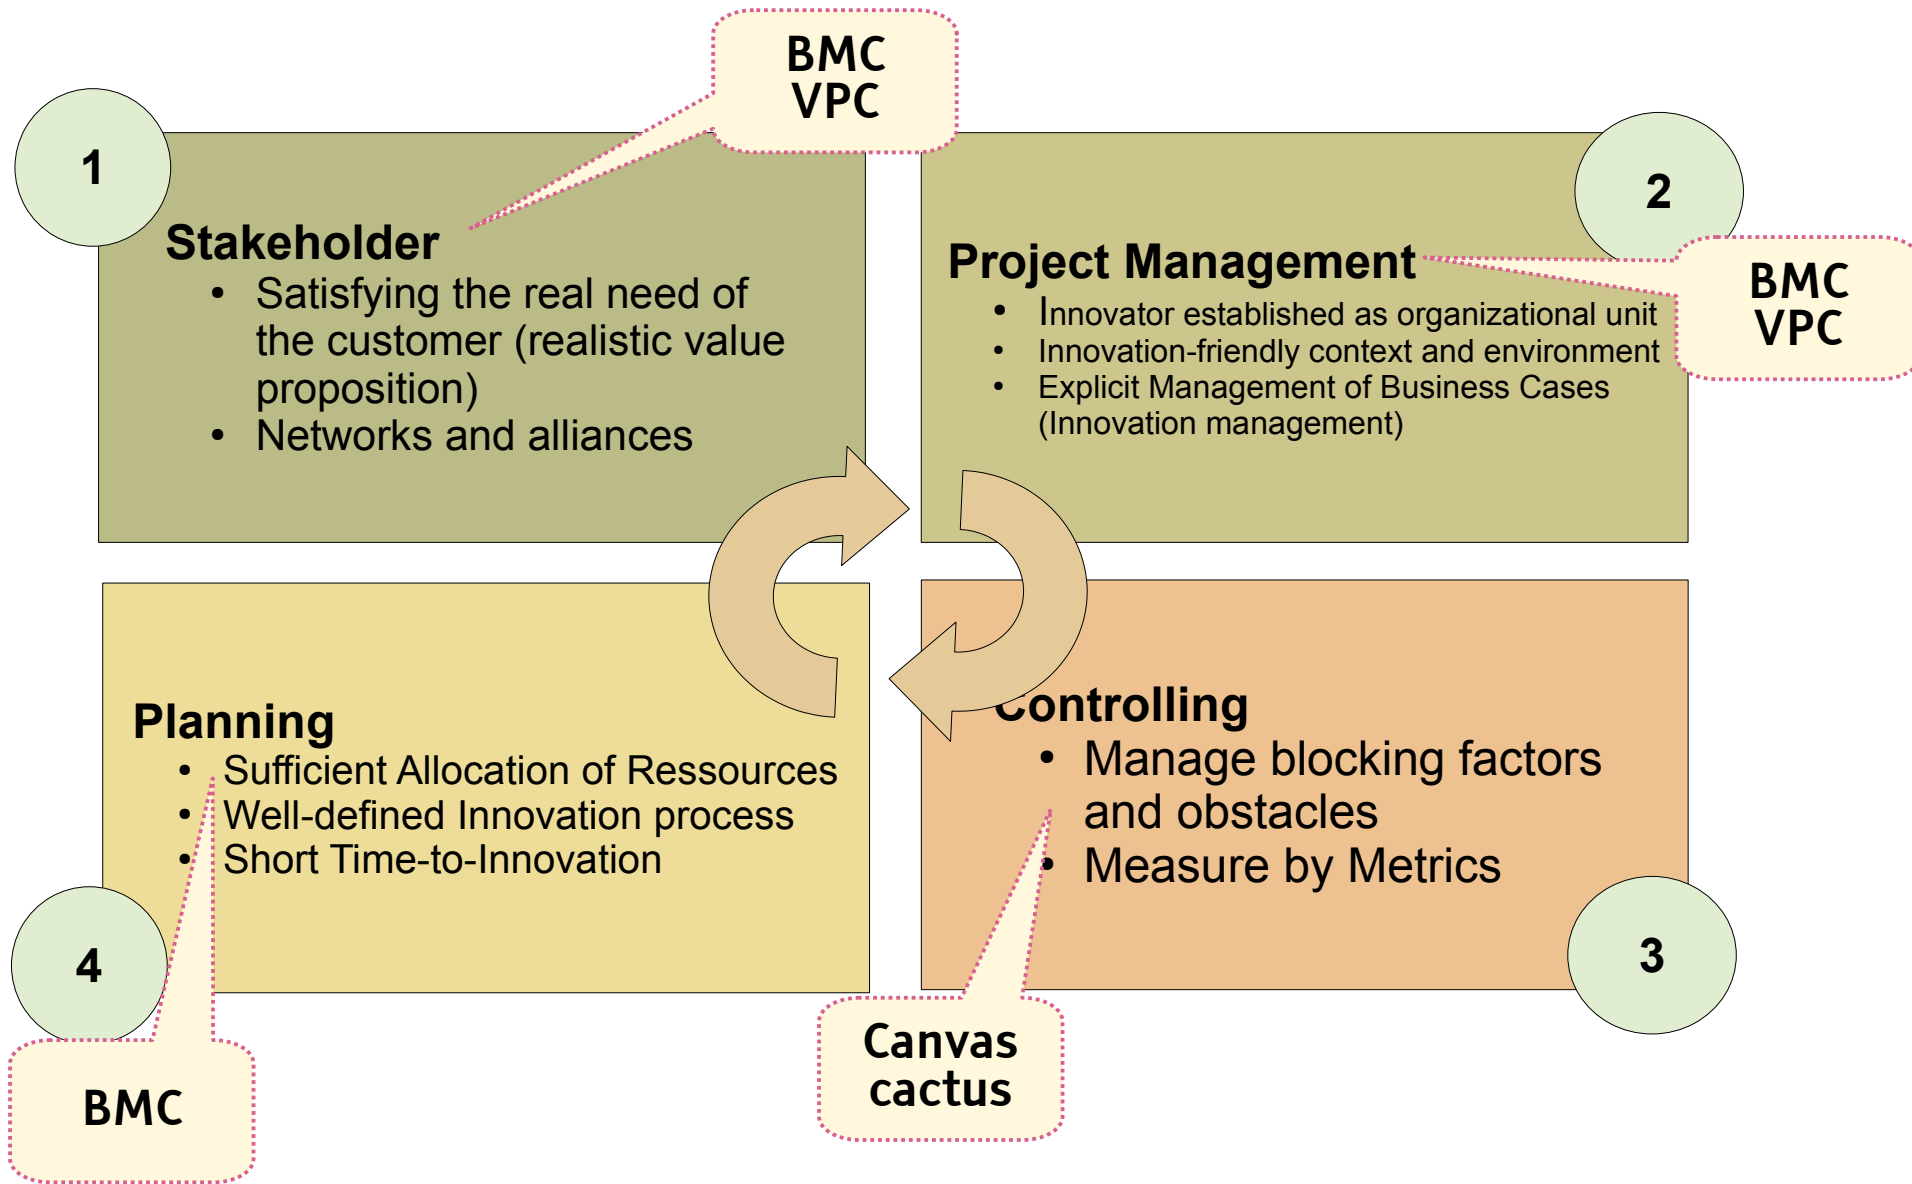 BMC
VPC
1
Stakeholder
• Satisfying the real need of
the customer (realistic value
proposition)
• Networks and alliances
2
Project Management
• Innovator established as organizational unit
• Innovation-friendly context and environment
• Explicit Management of Business Cases
(Innovation management)
BMC
VPC
Controlling
• Manage blocking factors
and obstacles
• Measure by Metrics
3
Canvas
cactus
Planning
• Sufficient Allocation of Ressources
• Well-defined Innovation process
• Short Time-to-Innovation
4
BMC